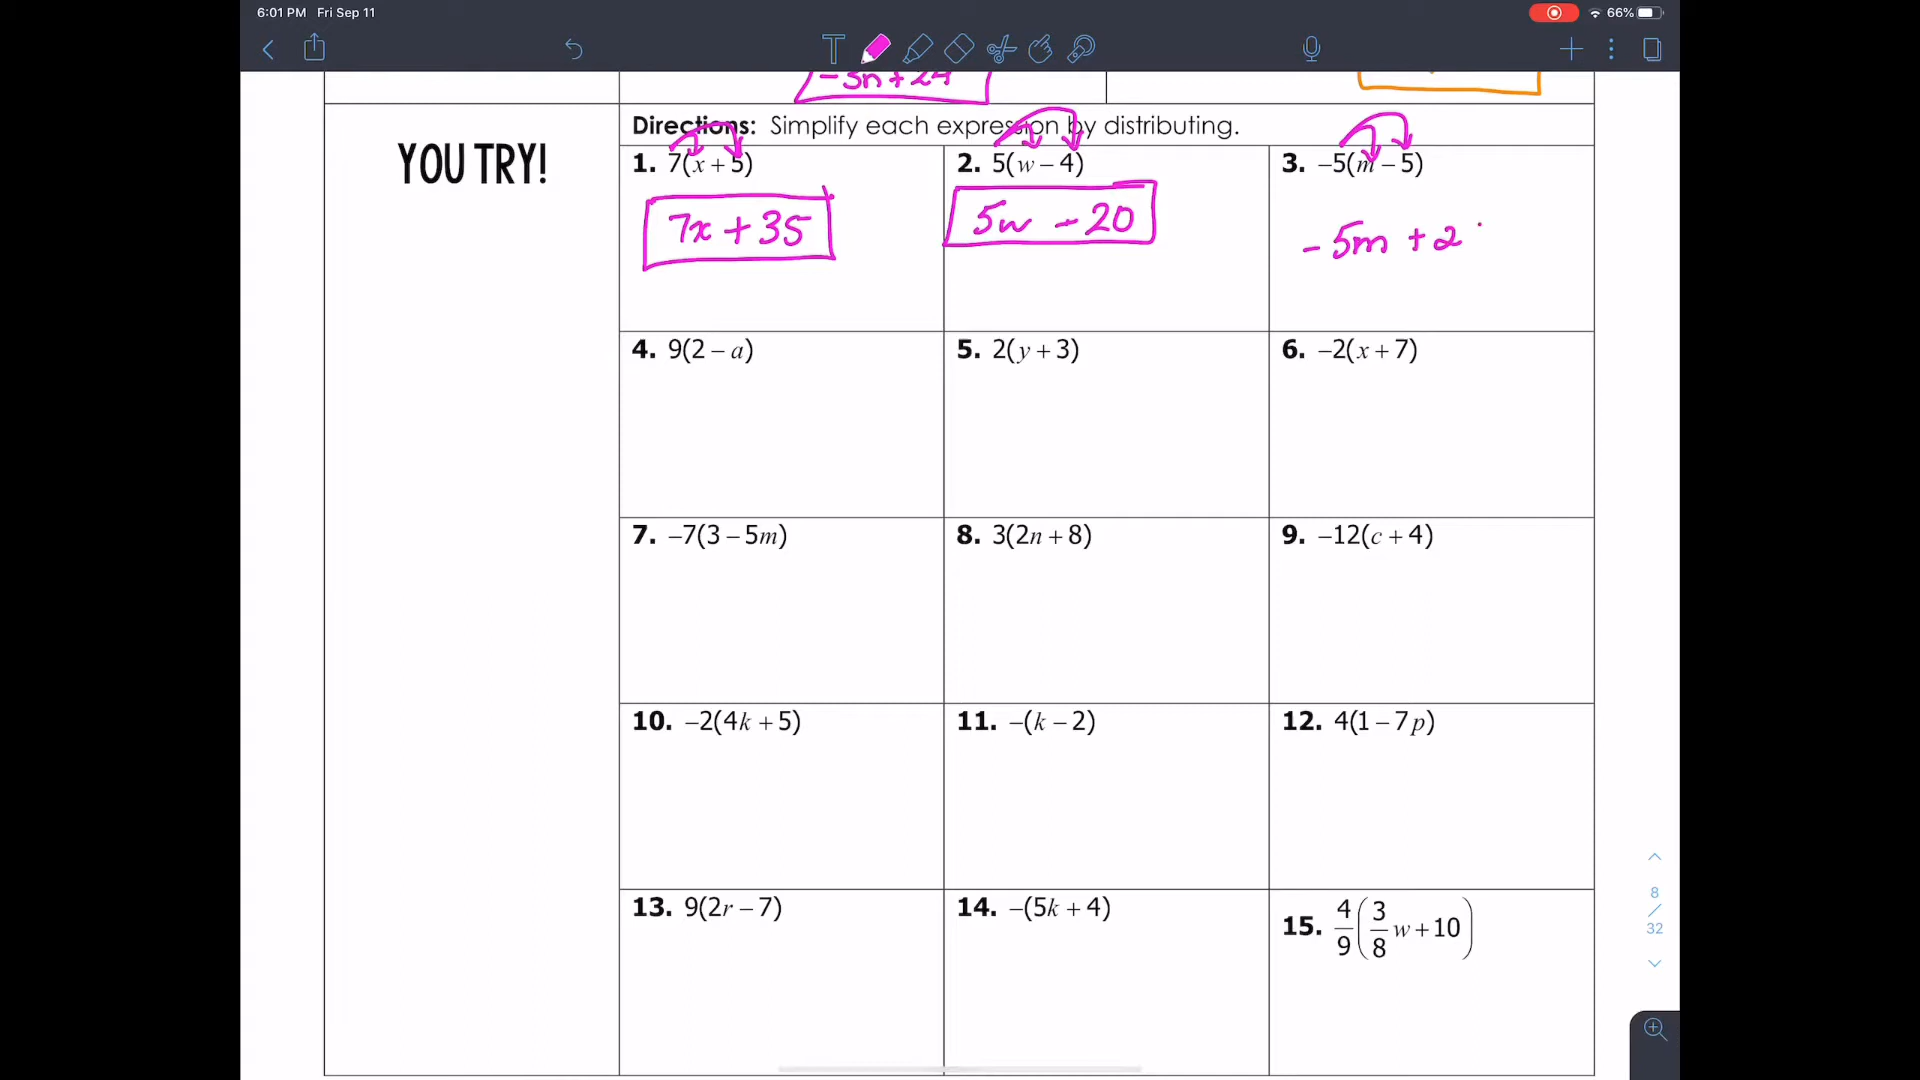 6:01 PM Fri Sep 11
66%
T
-3n+24
Directions: Simplify each expression by distributing.
YOU TRY!
1. 7(x + 5)
7x + 35
2. 5(w − 4)
5w - 20
3. −5(m − 5)
- 5m + 2
4. 9(2 − a)
5. 2(y + 3)
6. −2(x + 7)
7. −7(3 − 5m)
8. 3(2n + 8)
9. −12(c + 4)
10. −2(4k + 5)
11. −(k − 2)
12. 4(1 − 7p)
13. 9(2r − 7)
14. −(5k + 4)
15. 4/9(3/8 w + 10)
8
/
32